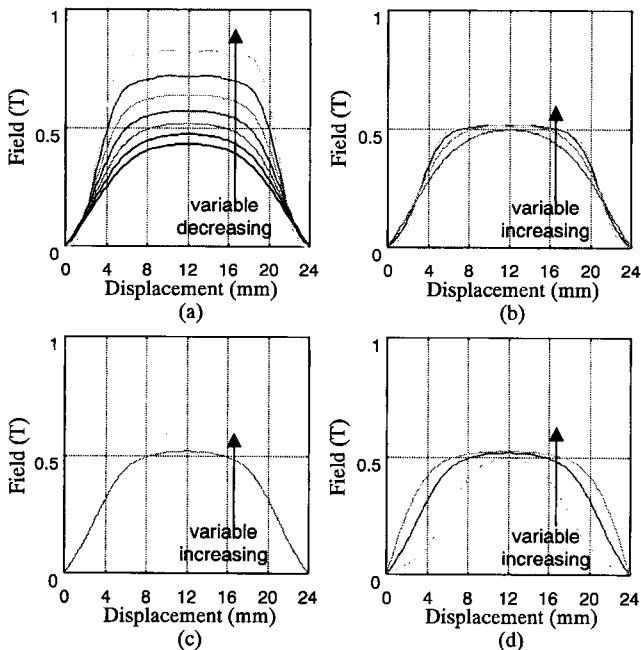 1
Field (T)
0.5
0
variable
decreasing
0 4 8 12 16 20 24
Displacement (mm)
(a)
1
Field (T)
0.5
0
variable
increasing
0 4 8 12 16 20 24
Displacement (mm)
(b)
1
Field (T)
0.5
0
variable
increasing
0 4 8 12 16 20 24
Displacement (mm)
(c)
1
Field (T)
0.5
0
variable
increasing
0 4 8 12 16 20 24
Displacement (mm)
(d)